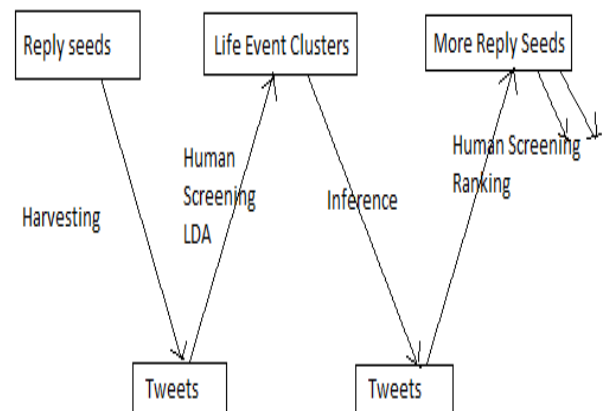 Reply seeds
Life Event Clusters
More Reply Seeds
Harvesting
Human
Screening
LDA
Inference
Human Screening
Ranking
Tweets
Tweets